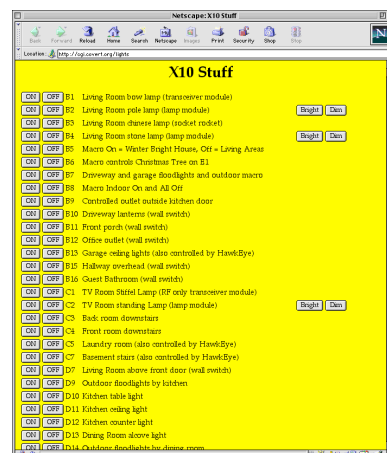 Netscape: X10 Stuff
Back Forward Reload Home Search Netscape Images Print Security Shop Stop N
Location: http://cgi.covert.org/lights
X10 Stuff
ON OFF B1 Living Room bow lamp (transceiver module)
ON OFF B2 Living Room pole lamp (lamp module) Bright Dim
ON OFF B3 Living Room chinese lamp (socket rocket)
ON OFF B4 Living Room stone lamp (lamp module) Bright Dim
ON OFF B5 Macro On = Winter Bright House, Off = Living Areas
ON OFF B6 Macro controls Christmas Tree on E1
ON OFF B7 Driveway and garage floodlights and outdoor macro
ON OFF B8 Macro Indoor On and All Off
ON OFF B9 Controlled outlet outside kitchen door
ON OFF B10 Driveway lanterns (wall switch)
ON OFF B11 Front porch (wall switch)
ON OFF B12 Office outlet (wall switch)
ON OFF B13 Garage ceiling lights (also controlled by HawkEye)
ON OFF B15 Hallway overhead (wall switch)
ON OFF B16 Guest Bathroom (wall switch)
ON OFF C1 TV Room Stiffel Lamp (RF only transceiver module)
ON OFF C2 TV Room standing Lamp (lamp module) Bright Dim
ON OFF C3 Back room downstairs
ON OFF C4 Front room downstairs
ON OFF C5 Laundry room (also controlled by HawkEye)
ON OFF C7 Basement stairs (also controlled by HawkEye)
ON OFF D7 Living Room above front door (wall switch)
ON OFF D9 Outdoor floodlights by kitchen
ON OFF D10 Kitchen table light
ON OFF D11 Kitchen ceiling light
ON OFF D12 Kitchen counter light
ON OFF D13 Dining Room alcove light
ON OFF D14 Outdoor floodlights by dining room